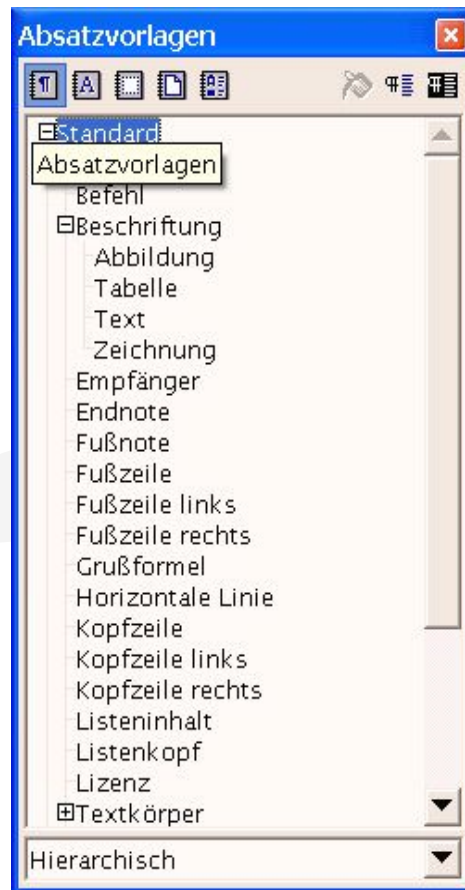 Absatzvorlagen
Standard
Absatzvorlagen
Befehl
Beschriftung
Abbildung
Tabelle
Text
Zeichnung
Empfänger
Endnote
Fußnote
Fußzeile
Fußzeile links
Fußzeile rechts
Grußformel
Horizontale Linie
Kopfzeile
Kopfzeile links
Kopfzeile rechts
Listeninhalt
Listenkopf
Lizenz
Textkörper
Hierarchisch